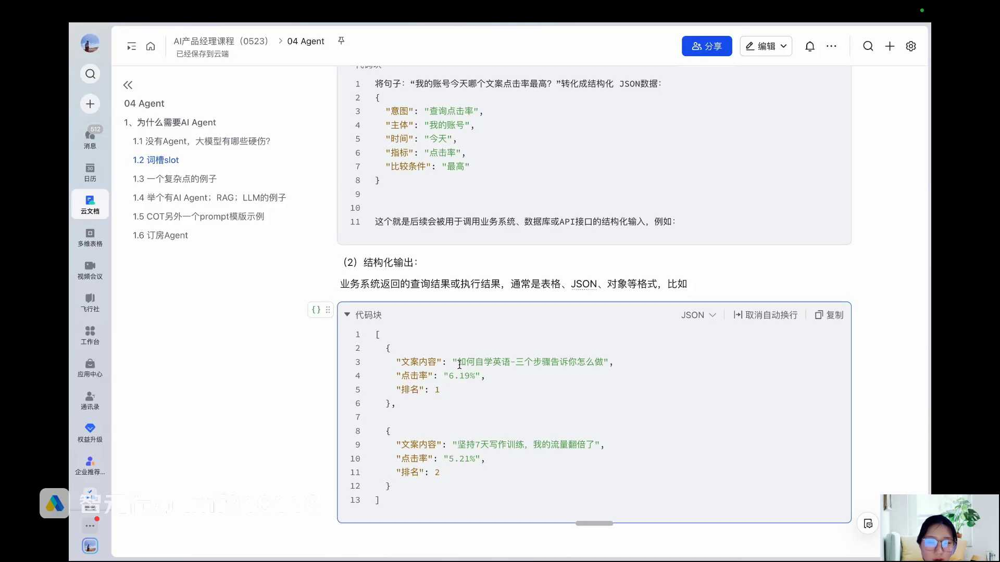 AI产品经理课程（0523） > 04 Agent
已经保存到云端
分享
编辑
512
消息
30
日历
云文档
多维表格
视频会议
飞行社
工作台
应用中心
通讯录
权益升级
企业推荐...
04 Agent
1、为什么需要AI Agent
1.1 没有Agent，大模型有哪些硬伤？
1.2 词槽slot
1.3 一个复杂点的例子
1.4 举个有AI Agent；RAG；LLM的例子
1.5 COT另外一个prompt模版示例
1.6 订房Agent
代码块
1 将句子：“我的账号今天哪个文案点击率最高？”转化成结构化 JSON数据：
2 {
3 "意图": "查询点击率",
4 "主体": "我的账号",
5 "时间": "今天",
6 "指标": "点击率",
7 "比较条件": "最高"
8 }
9
10
11 这个就是后续会被用于调用业务系统、数据库或API接口的结构化输入，例如：
（2）结构化输出：
业务系统返回的查询结果或执行结果，通常是表格、JSON、对象等格式，比如
代码块
JSON
取消自动换行
复制
1 [
2 {
3 "文案内容": "如何自学英语-三个步骤告诉你怎么做",
4 "点击率": "6.19%",
5 "排名": 1
6 },
7
8 {
9 "文案内容": "坚持7天写作训练，我的流量翻倍了",
10 "点击率": "5.21%",
11 "排名": 2
12 }
13 ]